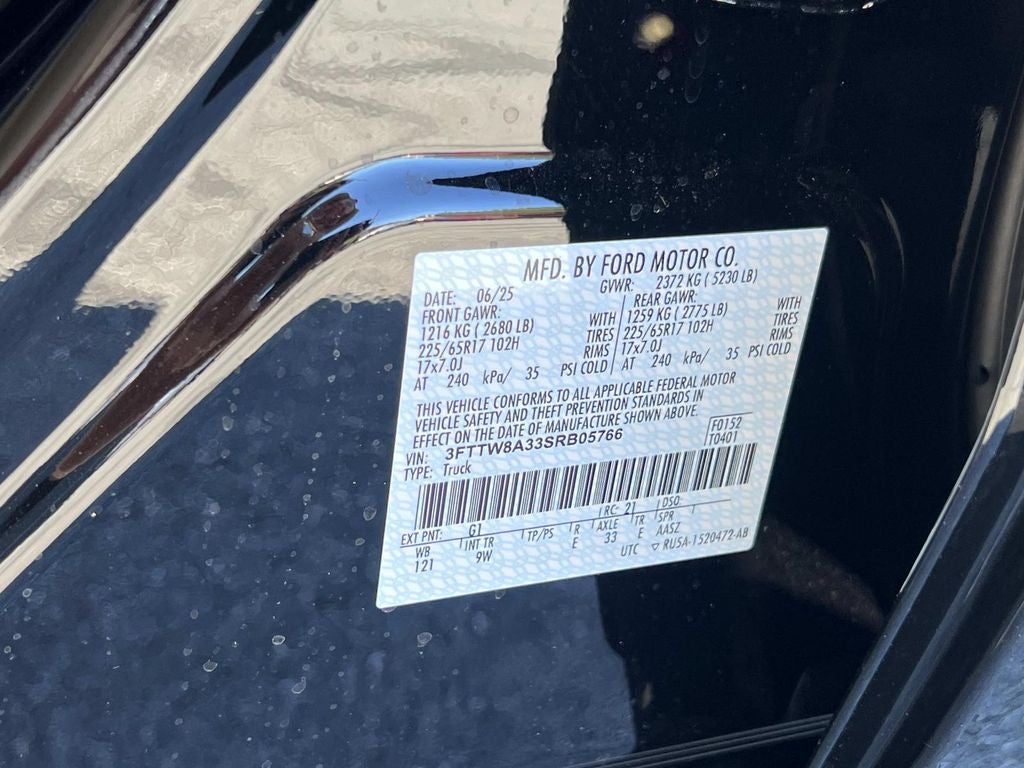 MFD. BY FORD MOTOR CO.
DATE: 06/25 GVWR: 2372 KG ( 5230 LB)
FRONT GAWR: REAR GAWR:
1216 KG ( 2680 LB) WITH 1259 KG ( 2775 LB) WITH
225/65R17 102H TIRES 225/65R17 102H TIRES
17x7.0J RIMS 17x7.0J RIMS
AT 240 kPa/ 35 PSI COLD AT 240 kPa/ 35 PSI COLD
THIS VEHICLE CONFORMS TO ALL APPLICABLE FEDERAL MOTOR
VEHICLE SAFETY AND THEFT PREVENTION STANDARDS IN
EFFECT ON THE DATE OF MANUFACTURE SHOWN ABOVE.
VIN: 3FTTW8A33SRB05766 F0152
TYPE: Truck T0401
EXT PNT: G1 RC: 21 DSO:
WB INT TR TP/PS R AXLE TR SPR
121 9W E 33 E AASZ
UTC ▽ RU5A-1520472-AB